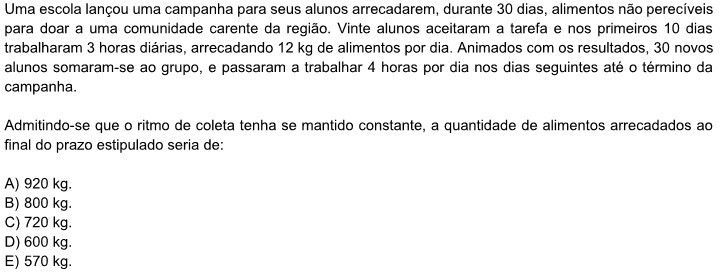 Uma escola lançou uma campanha para seus alunos arrecadarem, durante 30 dias, alimentos não perecíveis
para doar a uma comunidade carente da região. Vinte alunos aceitaram a tarefa e nos primeiros 10 dias
trabalharam 3 horas diárias, arrecadando 12 kg de alimentos por dia. Animados com os resultados, 30 novos
alunos somaram-se ao grupo, e passaram a trabalhar 4 horas por dia nos dias seguintes até o término da
campanha.
Admitindo-se que o ritmo de coleta tenha se mantido constante, a quantidade de alimentos arrecadados ao
final do prazo estipulado seria de:
A) 920 kg.
B) 800 kg.
C) 720 kg.
D) 600 kg.
E) 570 kg.